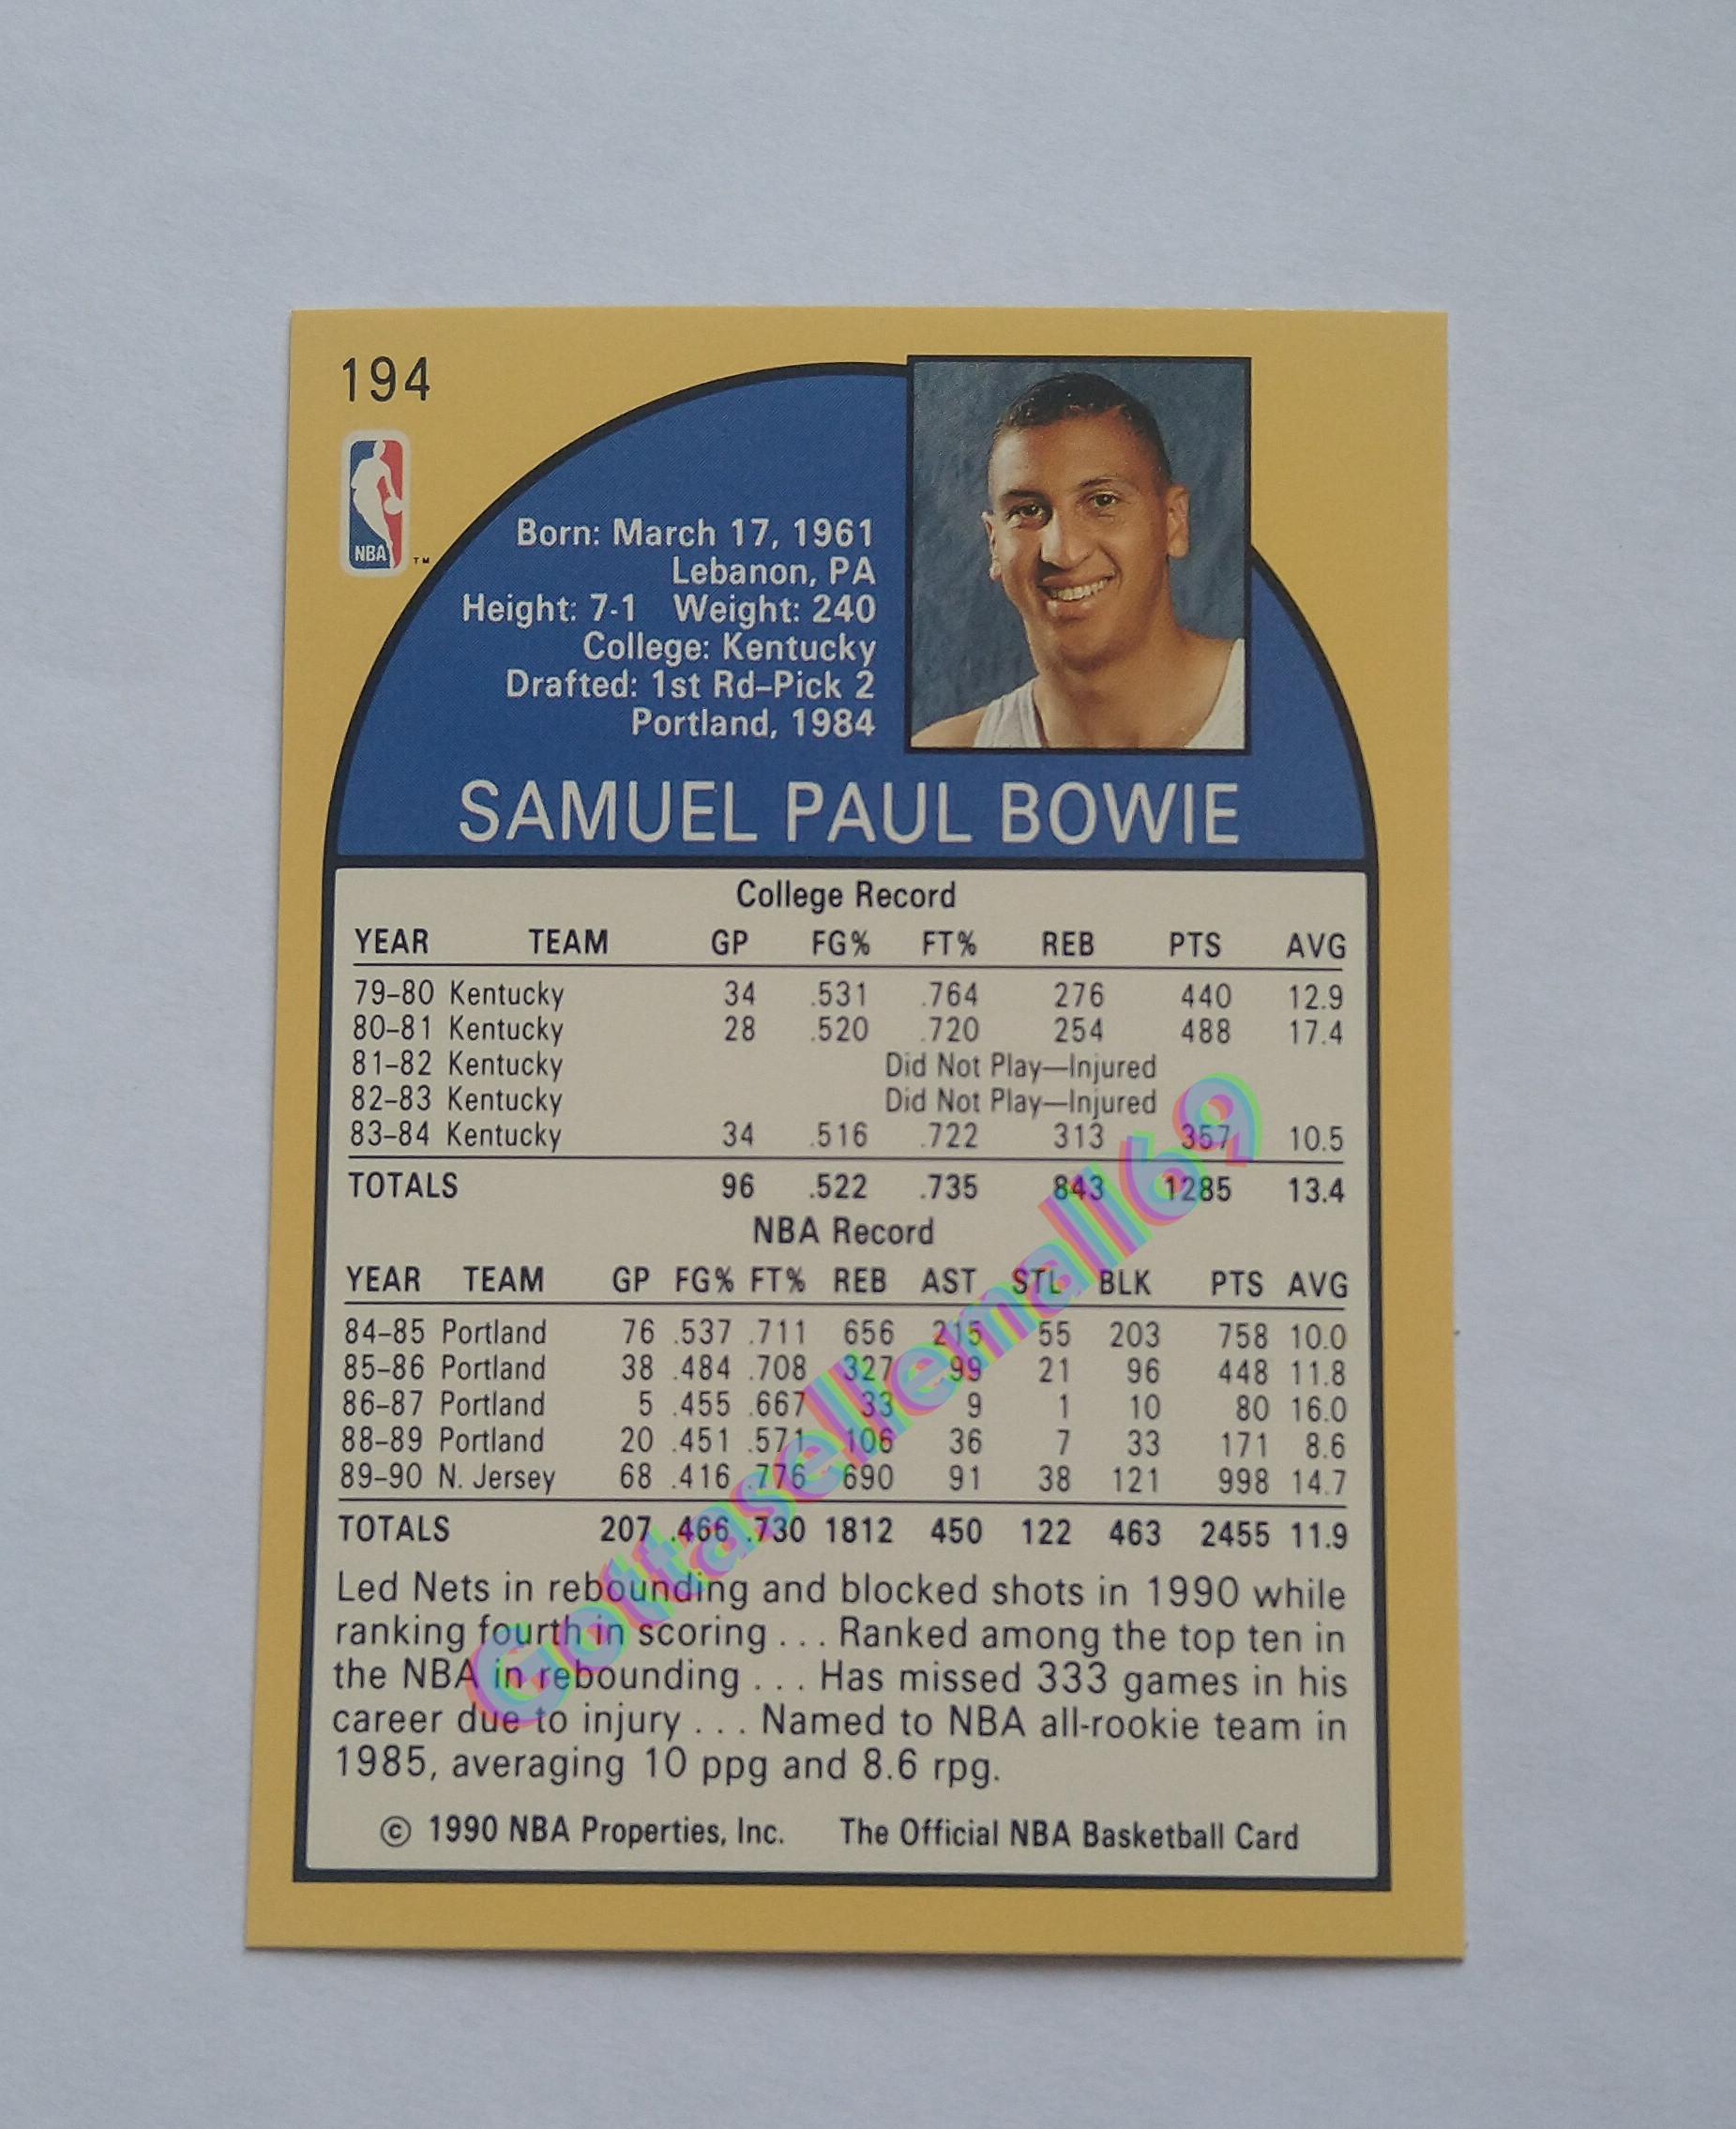 194
NBA
TM
Born: March 17, 1961
Lebanon, PA
Height: 7-1 Weight: 240
College: Kentucky
Drafted: 1st Rd–Pick 2
Portland, 1984
SAMUEL PAUL BOWIE
College Record
YEAR TEAM GP FG% FT% REB PTS AVG
79–80 Kentucky 34 .531 .764 276 440 12.9
80–81 Kentucky 28 .520 .720 254 488 17.4
81–82 Kentucky Did Not Play—Injured
82–83 Kentucky Did Not Play—Injured
83–84 Kentucky 34 .516 .722 313 357 10.5
TOTALS 96 .522 .735 843 1285 13.4
NBA Record
YEAR TEAM GP FG% FT% REB AST STL BLK PTS AVG
84–85 Portland 76 .537 .711 656 215 55 203 758 10.0
85–86 Portland 38 .484 .708 327 99 21 96 448 11.8
86–87 Portland 5 .455 .667 33 9 1 10 80 16.0
88–89 Portland 20 .451 .571 106 36 7 33 171 8.6
89–90 N. Jersey 68 .416 .776 690 91 38 121 998 14.7
TOTALS 207 .466 .730 1812 450 122 463 2455 11.9
Led Nets in rebounding and blocked shots in 1990 while
ranking fourth in scoring . . . Ranked among the top ten in
the NBA in rebounding . . . Has missed 333 games in his
career due to injury . . . Named to NBA all-rookie team in
1985, averaging 10 ppg and 8.6 rpg.
© 1990 NBA Properties, Inc. The Official NBA Basketball Card
Gottasellemall69